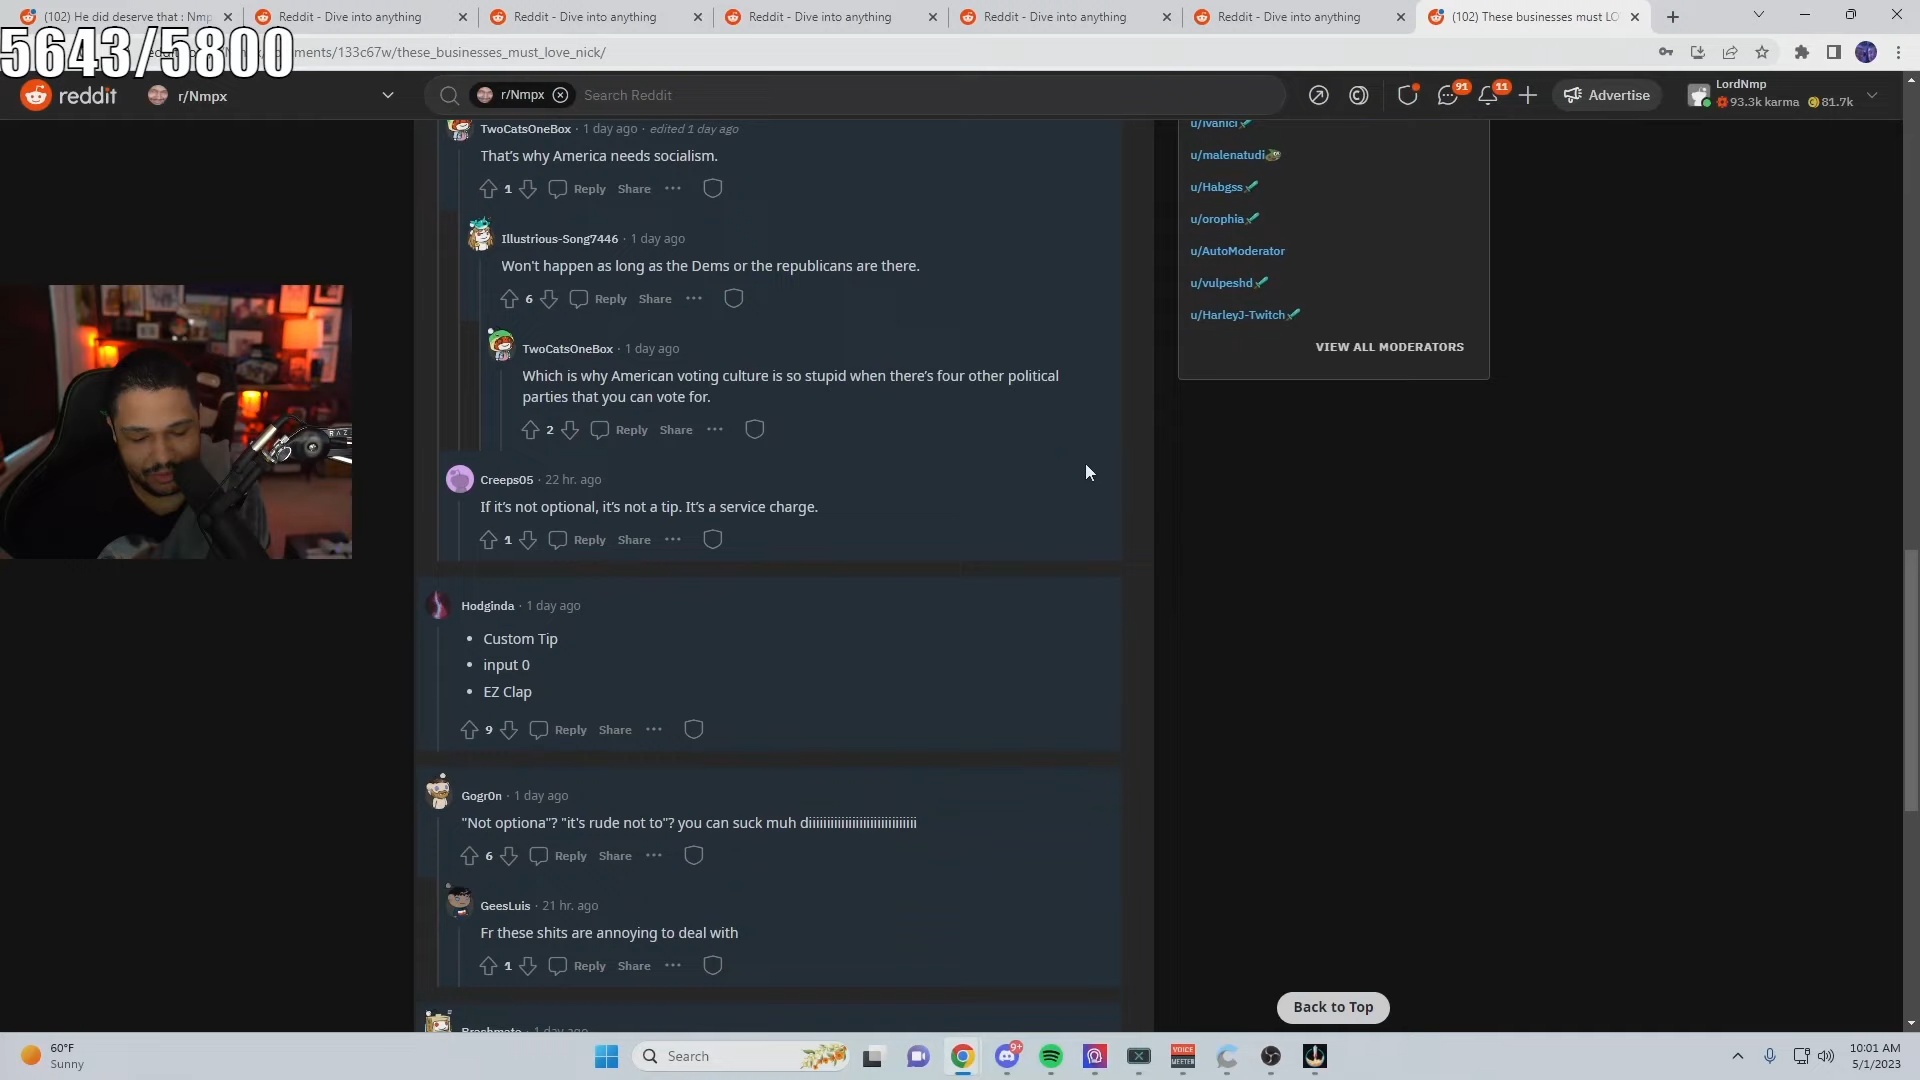 (102) He did deserve that : Nmp
Reddit - Dive into anything
Reddit - Dive into anything
Reddit - Dive into anything
Reddit - Dive into anything
Reddit - Dive into anything
(102) These businesses must LO
5643/5800
ments/133c67w/these_businesses_must_love_nick/
reddit
r/Nmpx
r/Nmpx
Search Reddit
91
11
Advertise
LordNmp
93.3k karma
81.7k
TwoCatsOneBox · 1 day ago · edited 1 day ago
That's why America needs socialism.
1
Reply Share
Illustrious-Song7446 · 1 day ago
Won't happen as long as the Dems or the republicans are there.
6
Reply Share
TwoCatsOneBox · 1 day ago
Which is why American voting culture is so stupid when there's four other political
parties that you can vote for.
2
Reply Share
Creeps05 · 22 hr. ago
If it's not optional, it's not a tip. It's a service charge.
1
Reply Share
Hodginda · 1 day ago
• Custom Tip
• input 0
• EZ Clap
9
Reply Share
Gogr0n · 1 day ago
"Not optiona"? "it's rude not to"? you can suck muh diiiiiiiiiiiiiiiiiiiiiiiiiiiii
6
Reply Share
GeesLuis · 21 hr. ago
Fr these shits are annoying to deal with
1
Reply Share
Brashmate · 1 day ago
u/ivanici
u/malenatudi
u/Habgss
u/orophia
u/AutoModerator
u/vulpeshd
u/HarleyJ-Twitch
VIEW ALL MODERATORS
Back to Top
60°F
Sunny
Search
9+
VOICE
MEETER
10:01 AM
5/1/2023